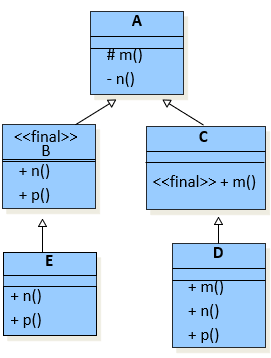 A
# m()
- n()
<<final>>
B
+ n()
+ p()
C
<<final>> + m()
E
+ n()
+ p()
D
+ m()
+ n()
+ p()